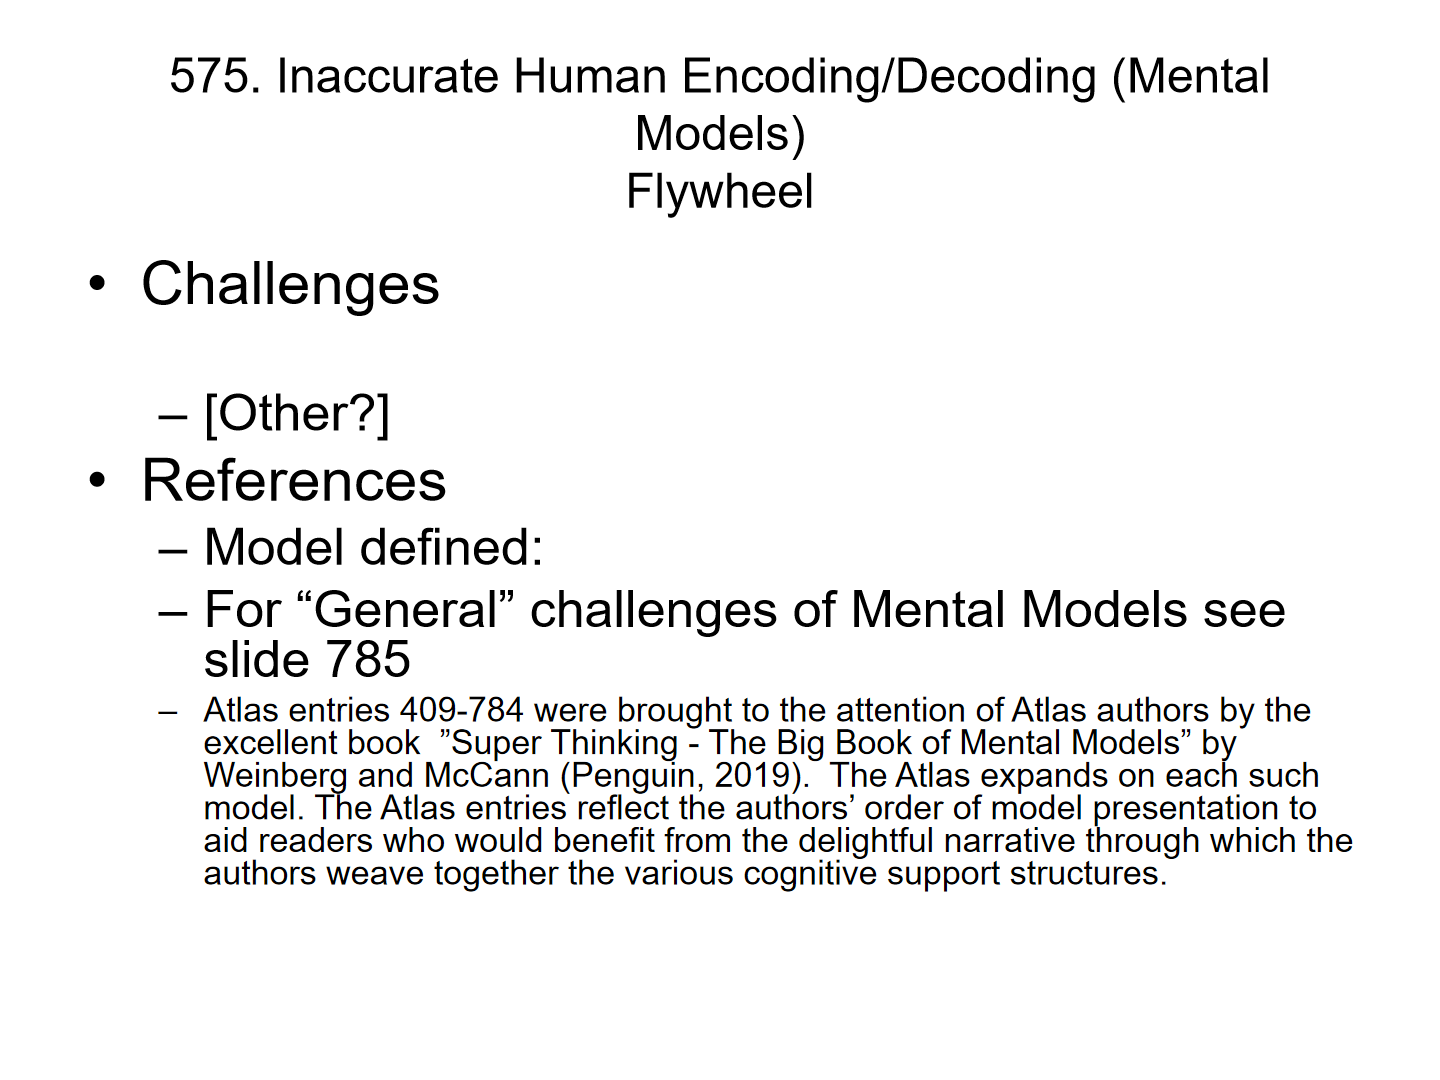 575. Inaccurate Human Encoding/Decoding (Mental
Models)
Flywheel
• Challenges
– [Other?]
• References
– Model defined:
– For “General” challenges of Mental Models see
slide 785
– Atlas entries 409-784 were brought to the attention of Atlas authors by the
excellent book  ”Super Thinking - The Big Book of Mental Models” by
Weinberg and McCann (Penguin, 2019).  The Atlas expands on each such
model. The Atlas entries reflect the authors’ order of model presentation to
aid readers who would benefit from the delightful narrative through which the
authors weave together the various cognitive support structures.